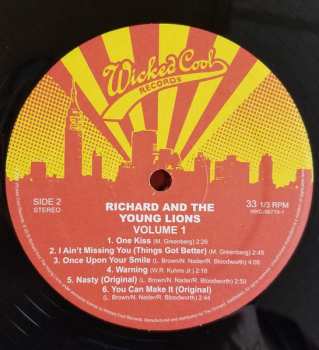 Wicked Cool
RECORDS
SIDE 2
STEREO
RICHARD AND THE
YOUNG LIONS
VOLUME 1
33 1/3 RPM
1. One Kiss (M. Greenberg) 2:26
2. I Ain't Missing You (Things Got Better) (M. Greenberg) 2:45
3. Once Upon Your Smile (L. Brown/N. Nader/R. Bloodworth) 4:08
4. Warning (W.R. Kuhns Jr.) 2:18
5. Nasty (Original) (L. Brown/N. Nader/R. Bloodworth) 2:50
6. You Can Make It (Original)
(L. Brown/N. Nader/R. Bloodworth) 2:44